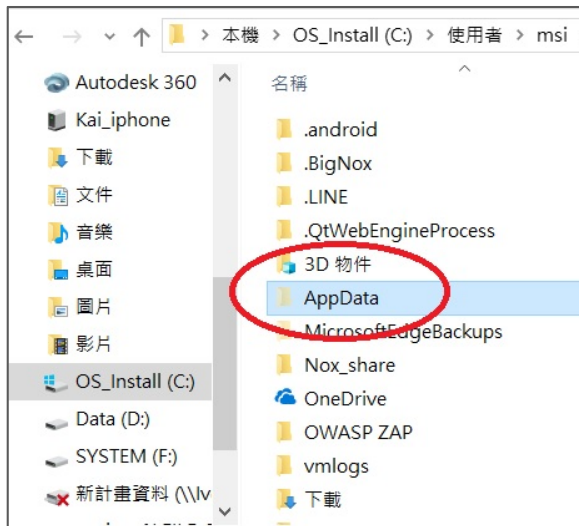 本機 > OS_Install (C:) > 使用者 > msi
Autodesk 360
Kai_iphone
下載
文件
音樂
桌面
圖片
影片
OS_Install (C:)
Data (D:)
SYSTEM (F:)
新計畫資料 (\\lv
名稱
.android
.BigNox
.LINE
.QtWebEngineProcess
3D 物件
AppData
MicrosoftEdgeBackups
Nox_share
OneDrive
OWASP ZAP
vmlogs
下載